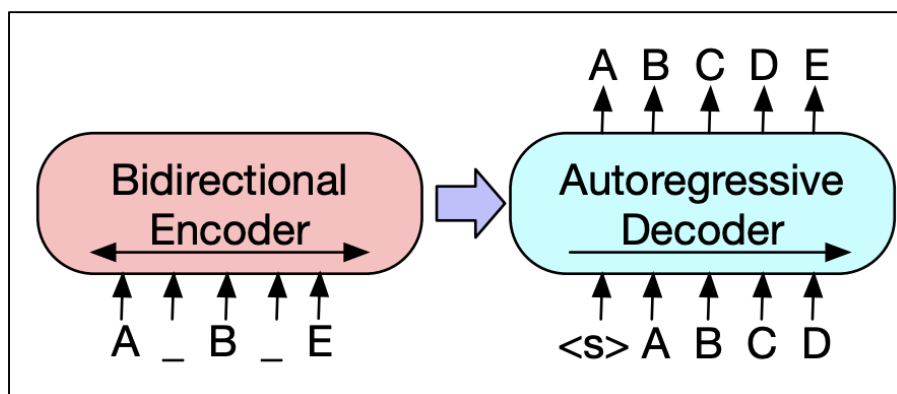 A B C D E
Bidirectional
Encoder
Autoregressive
Decoder
A _ B _ E
<s> A B C D